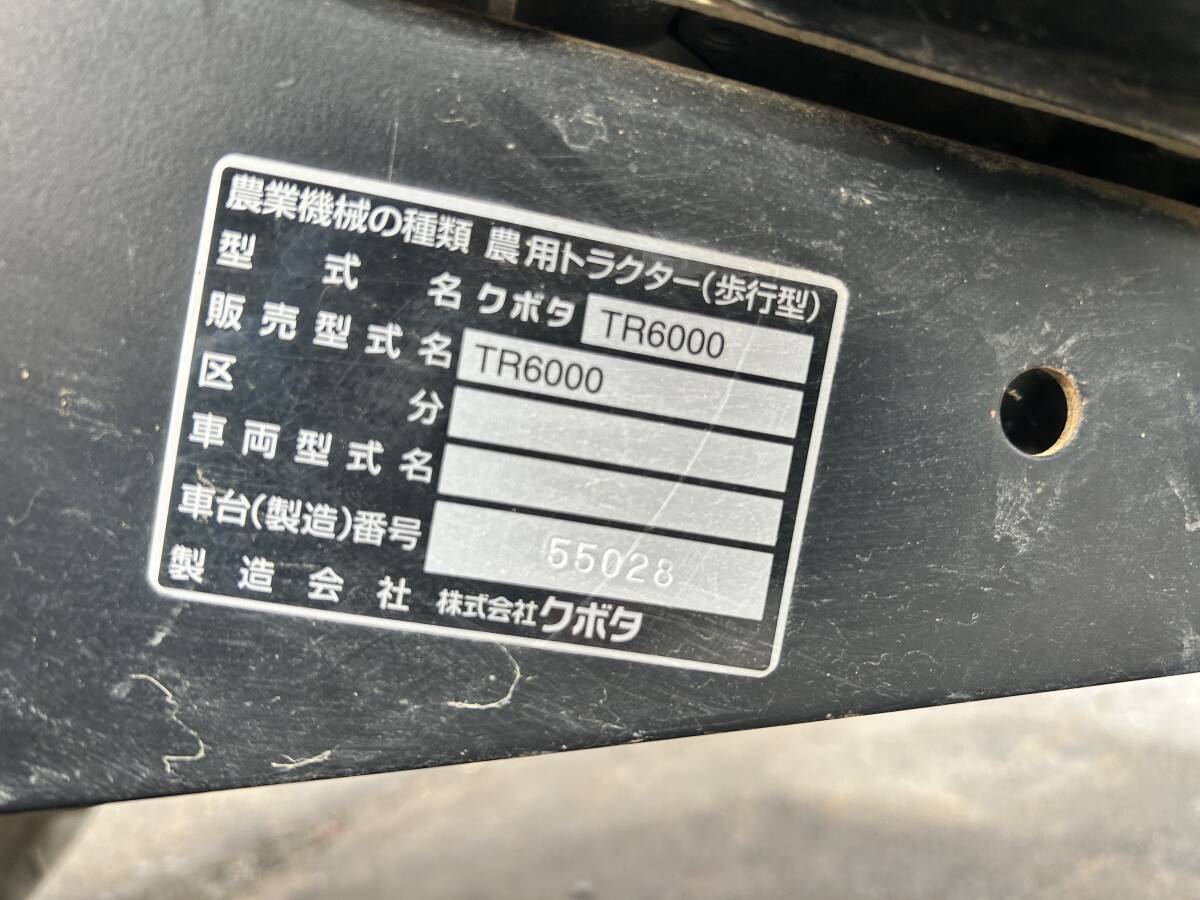 農業機械の種類 農用トラクター(歩行型)
型式名 クボタ TR6000
販売型式名 TR6000
区分
車両型式名
車台(製造)番号 55028
製造会社 株式会社クボタ